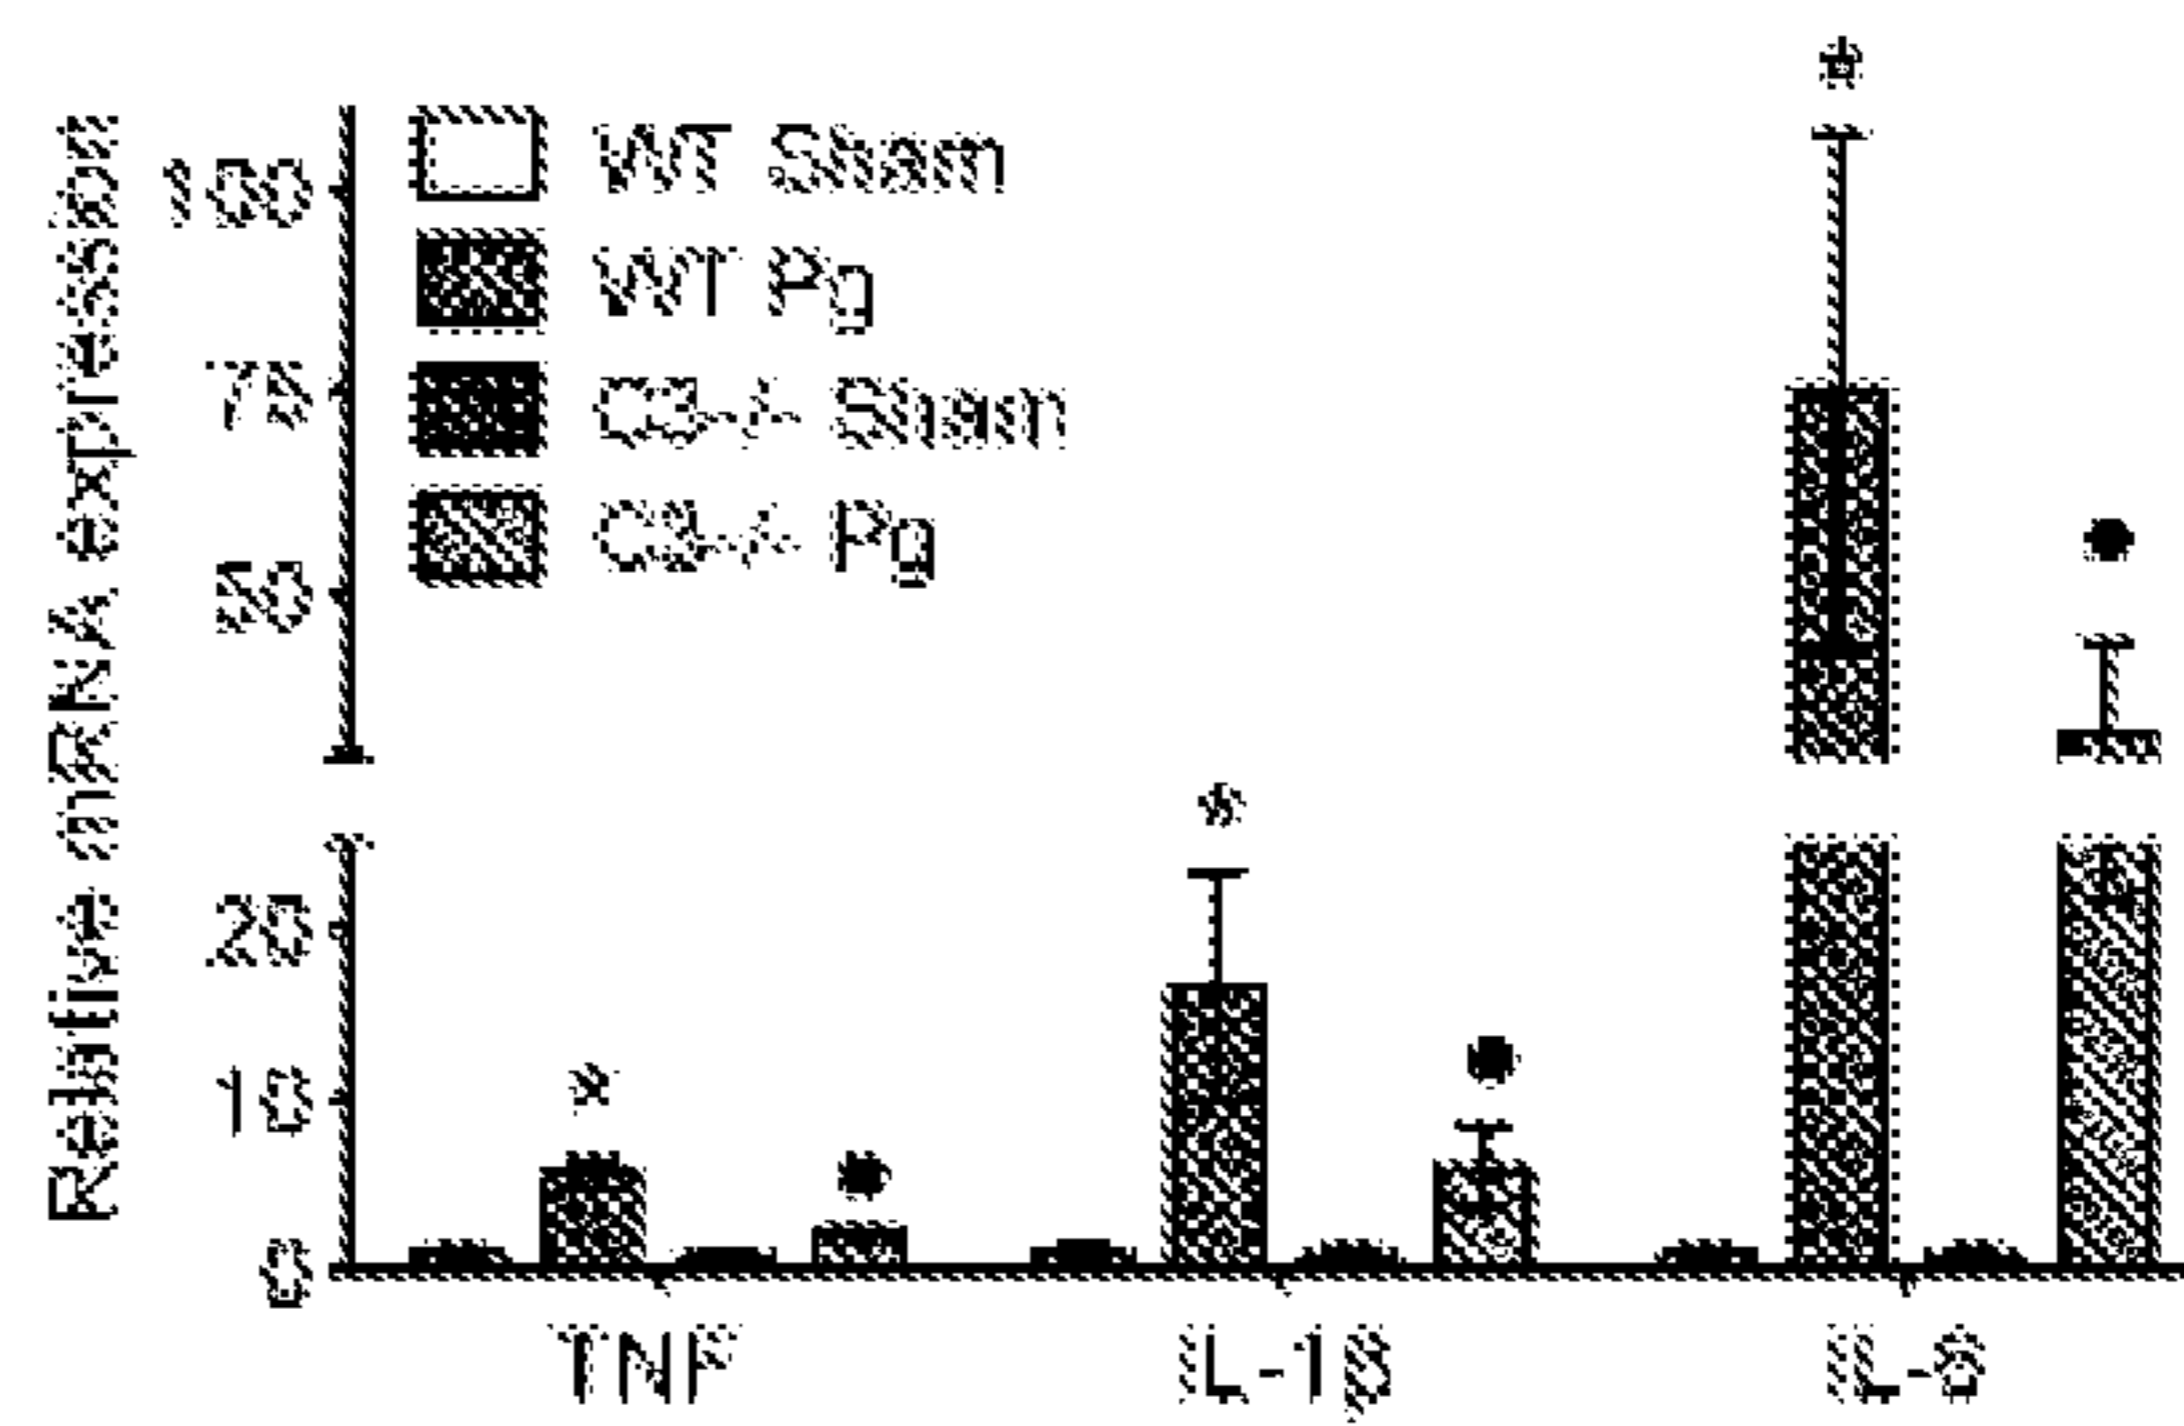 Relative mRNA expression
100
75
50
20
10
0
WT Sham
WT Pg
C3-/- Sham
C3-/- Pg
*
*
*
TNF
IL-1β
IL-6